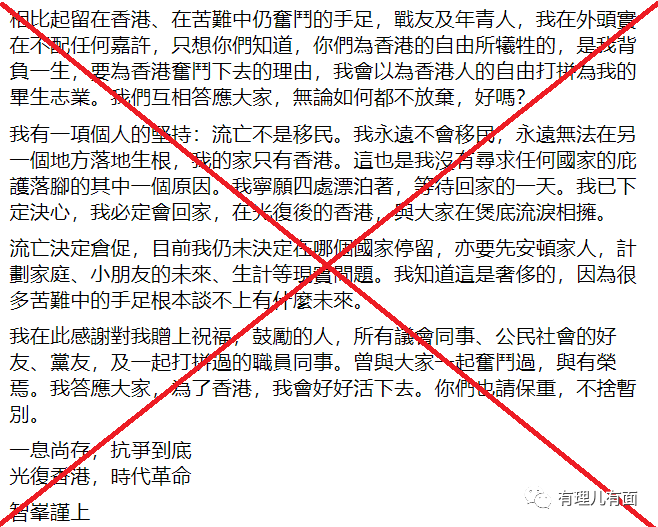 相比起留在香港、在苦難中仍奮鬥的手足，戰友及年青人，我在外頭實
在不配任何嘉許，只想你們知道，你們為香港的自由所犧牲的，是我背
負一生，要為香港奮鬥下去的理由，我會以為香港人的自由打拼為我的
畢生志業。我們互相答應大家，無論如何都不放棄，好嗎？
我有一項個人的堅持：流亡不是移民。我永遠不會移民，永遠無法在另
一個地方落地生根，我的家只有香港。這也是我沒有尋求任何國家的庇
護落腳的其中一個原因。我寧願四處漂泊著，等待回家的一天。我已下
定決心，我必定會回家，在光復後的香港，與大家在煲底流淚相擁。
流亡決定倉促，目前我仍未決定在哪個國家停留，亦要先安頓家人，計
劃家庭、小朋友的未來、生計等現實問題。我知道這是奢侈的，因為很
多苦難中的手足根本談不上有什麼未來。
我在此感謝對我贈上祝福，鼓勵的人，所有議會同事、公民社會的好
友、黨友，及一起打拼過的職員同事。曾與大家一起奮鬥過，與有榮
焉。我答應大家，為了香港，我會好好活下去。你們也請保重，不捨暫
別。
一息尚存，抗爭到底
光復香港，時代革命
智峯謹上
有理儿有面